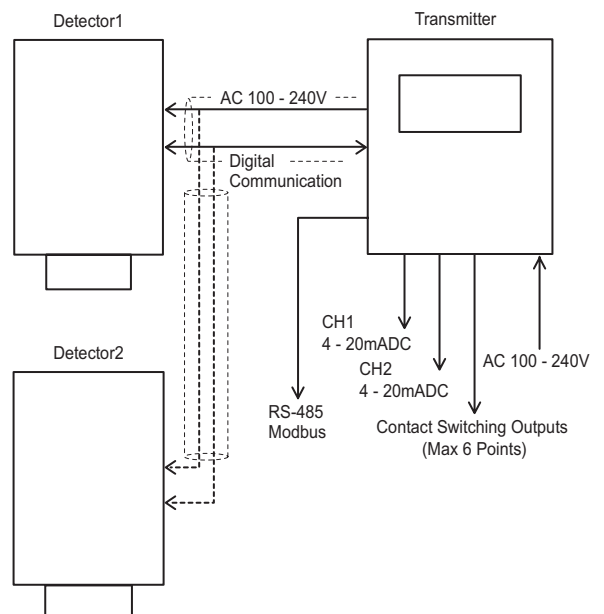 Detector1
Transmitter
AC 100 - 240V
Digital
Communication
CH1
4 - 20mADC
CH2
4 - 20mADC
AC 100 - 240V
Detector2
RS-485
Modbus
Contact Switching Outputs
(Max 6 Points)